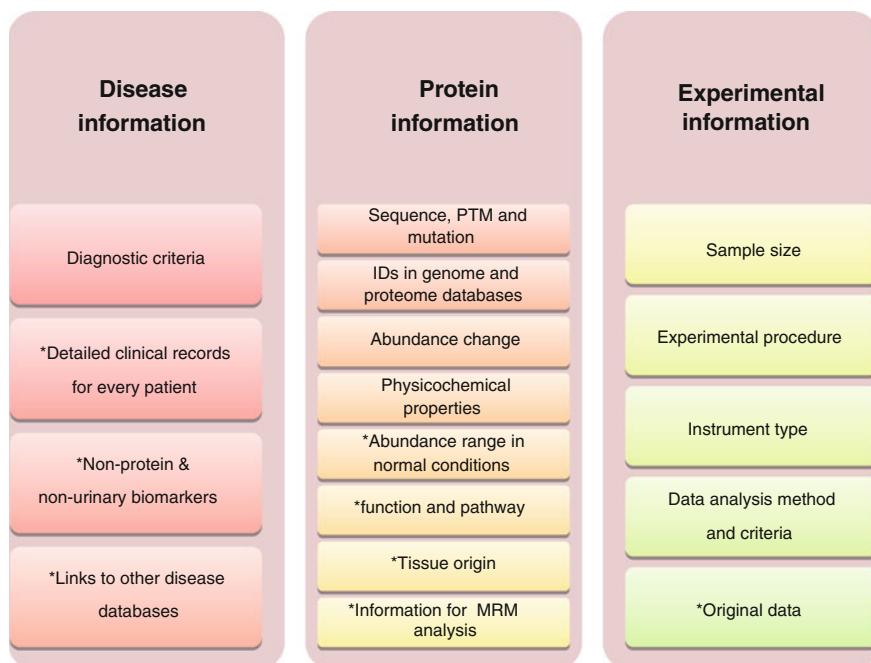 Disease
information
Diagnostic criteria
*Detailed clinical records
for every patient
*Non-protein &
non-urinary biomarkers
*Links to other disease
databases
Protein
information
Sequence, PTM and
mutation
IDs in genome and
proteome databases
Abundance change
Physicochemical
properties
*Abundance range in
normal conditions
*function and pathway
*Tissue origin
*Information for MRM
analysis
Experimental
information
Sample size
Experimental procedure
Instrument type
Data analysis method
and criteria
*Original data